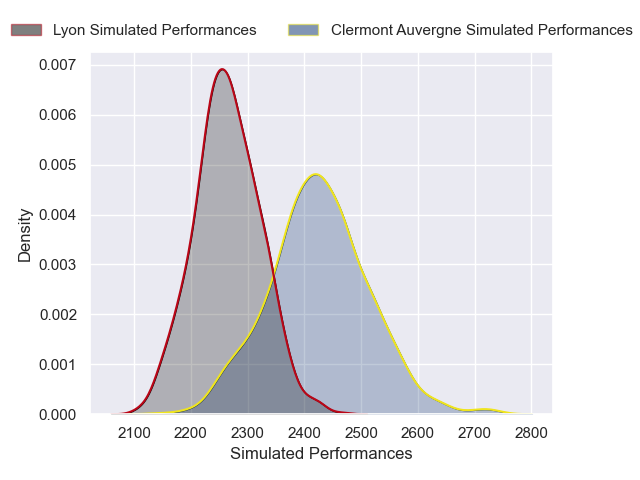 Lyon Simulated Performances
Clermont Auvergne Simulated Performances
0.007
0.006
0.005
0.004
0.003
0.002
0.001
0.000
Density
2100 2200 2300 2400 2500 2600 2700 2800
Simulated Performances